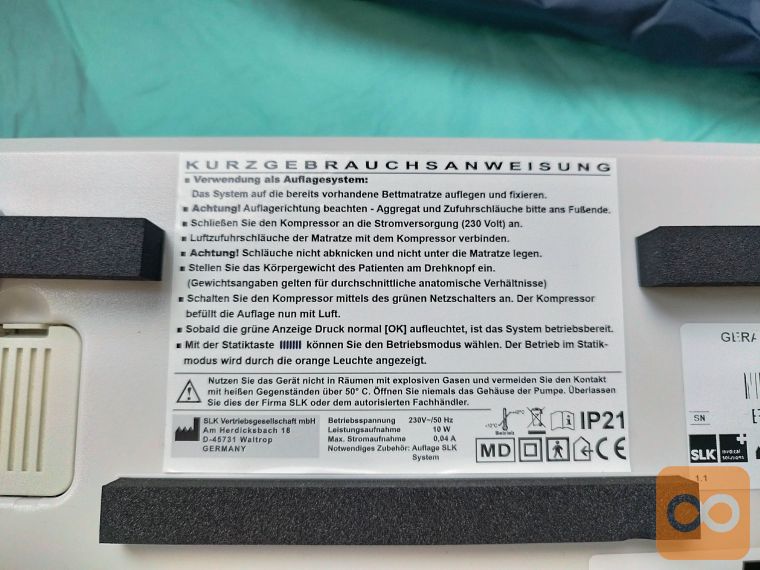 KURZGEBRAUCHSANWEISUNG
Verwendung als Auflagesystem:
Das System auf die bereits vorhandene Bettmatratze auflegen und fixieren.
Achtung! Auflagerichtung beachten - Aggregat und Zufuhrschläuche bitte ans Fußende.
Schließen Sie den Kompressor an die Stromversorgung (230 Volt) an.
Luftzufuhrschläuche der Matratze mit dem Kompressor verbinden.
Achtung! Schläuche nicht abknicken und nicht unter die Matratze legen.
Stellen Sie das Körpergewicht des Patienten am Drehknopf ein.
(Gewichtsangaben gelten für durchschnittliche anatomische Verhältnisse)
Schalten Sie den Kompressor mittels des grünen Netzschalters an. Der Kompressor
befüllt die Auflage nun mit Luft.
Sobald die grüne Anzeige Druck normal [OK] aufleuchtet, ist das System betriebsbereit.
Mit der Statiktaste können Sie den Betriebsmodus wählen. Der Betrieb im Statik-
modus wird durch die orange Leuchte angezeigt.
Nutzen Sie das Gerät nicht in Räumen mit explosiven Gasen und vermeiden Sie den Kontakt
mit heißen Gegenständen über 50° C. Öffnen Sie niemals das Gehäuse der Pumpe. Überlassen
Sie dies der Firma SLK oder dem autorisierten Fachhändler.
SLK Vertriebsgesellschaft mbH
Am Herdicksbach 18
D-45731 Waltrop
GERMANY
Betriebsspannung 230V~/50 Hz
Leistungsaufnahme 10 W
Max. Stromaufnahme 0,04 A
Notwendiges Zubehör: Auflage SLK
System
+10°C
+40°C
Betrieb
IP21
MD
CE
GERÄ
SN
SLK
medical
solutions
1.1